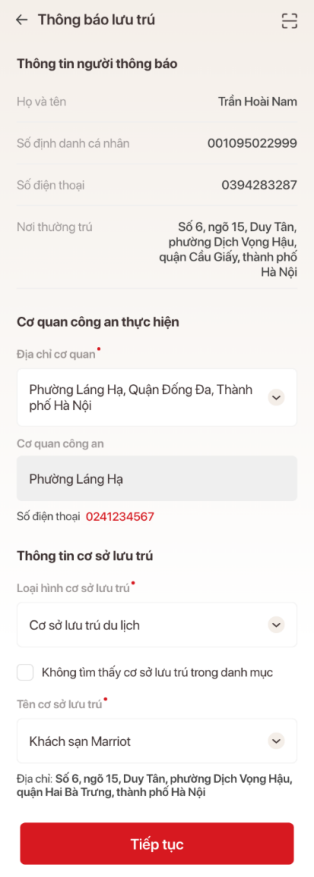 Thông báo lưu trú
Thông tin người thông báo
Họ và tên Trần Hoài Nam
Số định danh cá nhân 001095022999
Số điện thoại 0394283287
Nơi thường trú Số 6, ngõ 15, Duy Tân,
phường Dịch Vọng Hậu,
quận Cầu Giấy, thành phố
Hà Nội
Cơ quan công an thực hiện
Địa chỉ cơ quan*
Phường Láng Hạ, Quận Đống Đa, Thành
phố Hà Nội
Cơ quan công an
Phường Láng Hạ
Số điện thoại 0241234567
Thông tin cơ sở lưu trú
Loại hình cơ sở lưu trú*
Cơ sở lưu trú du lịch
Không tìm thấy cơ sở lưu trú trong danh mục
Tên cơ sở lưu trú*
Khách sạn Marriot
Địa chỉ: Số 6, ngõ 15, Duy Tân, phường Dịch Vọng Hậu,
quận Hai Bà Trưng, thành phố Hà Nội
Tiếp tục